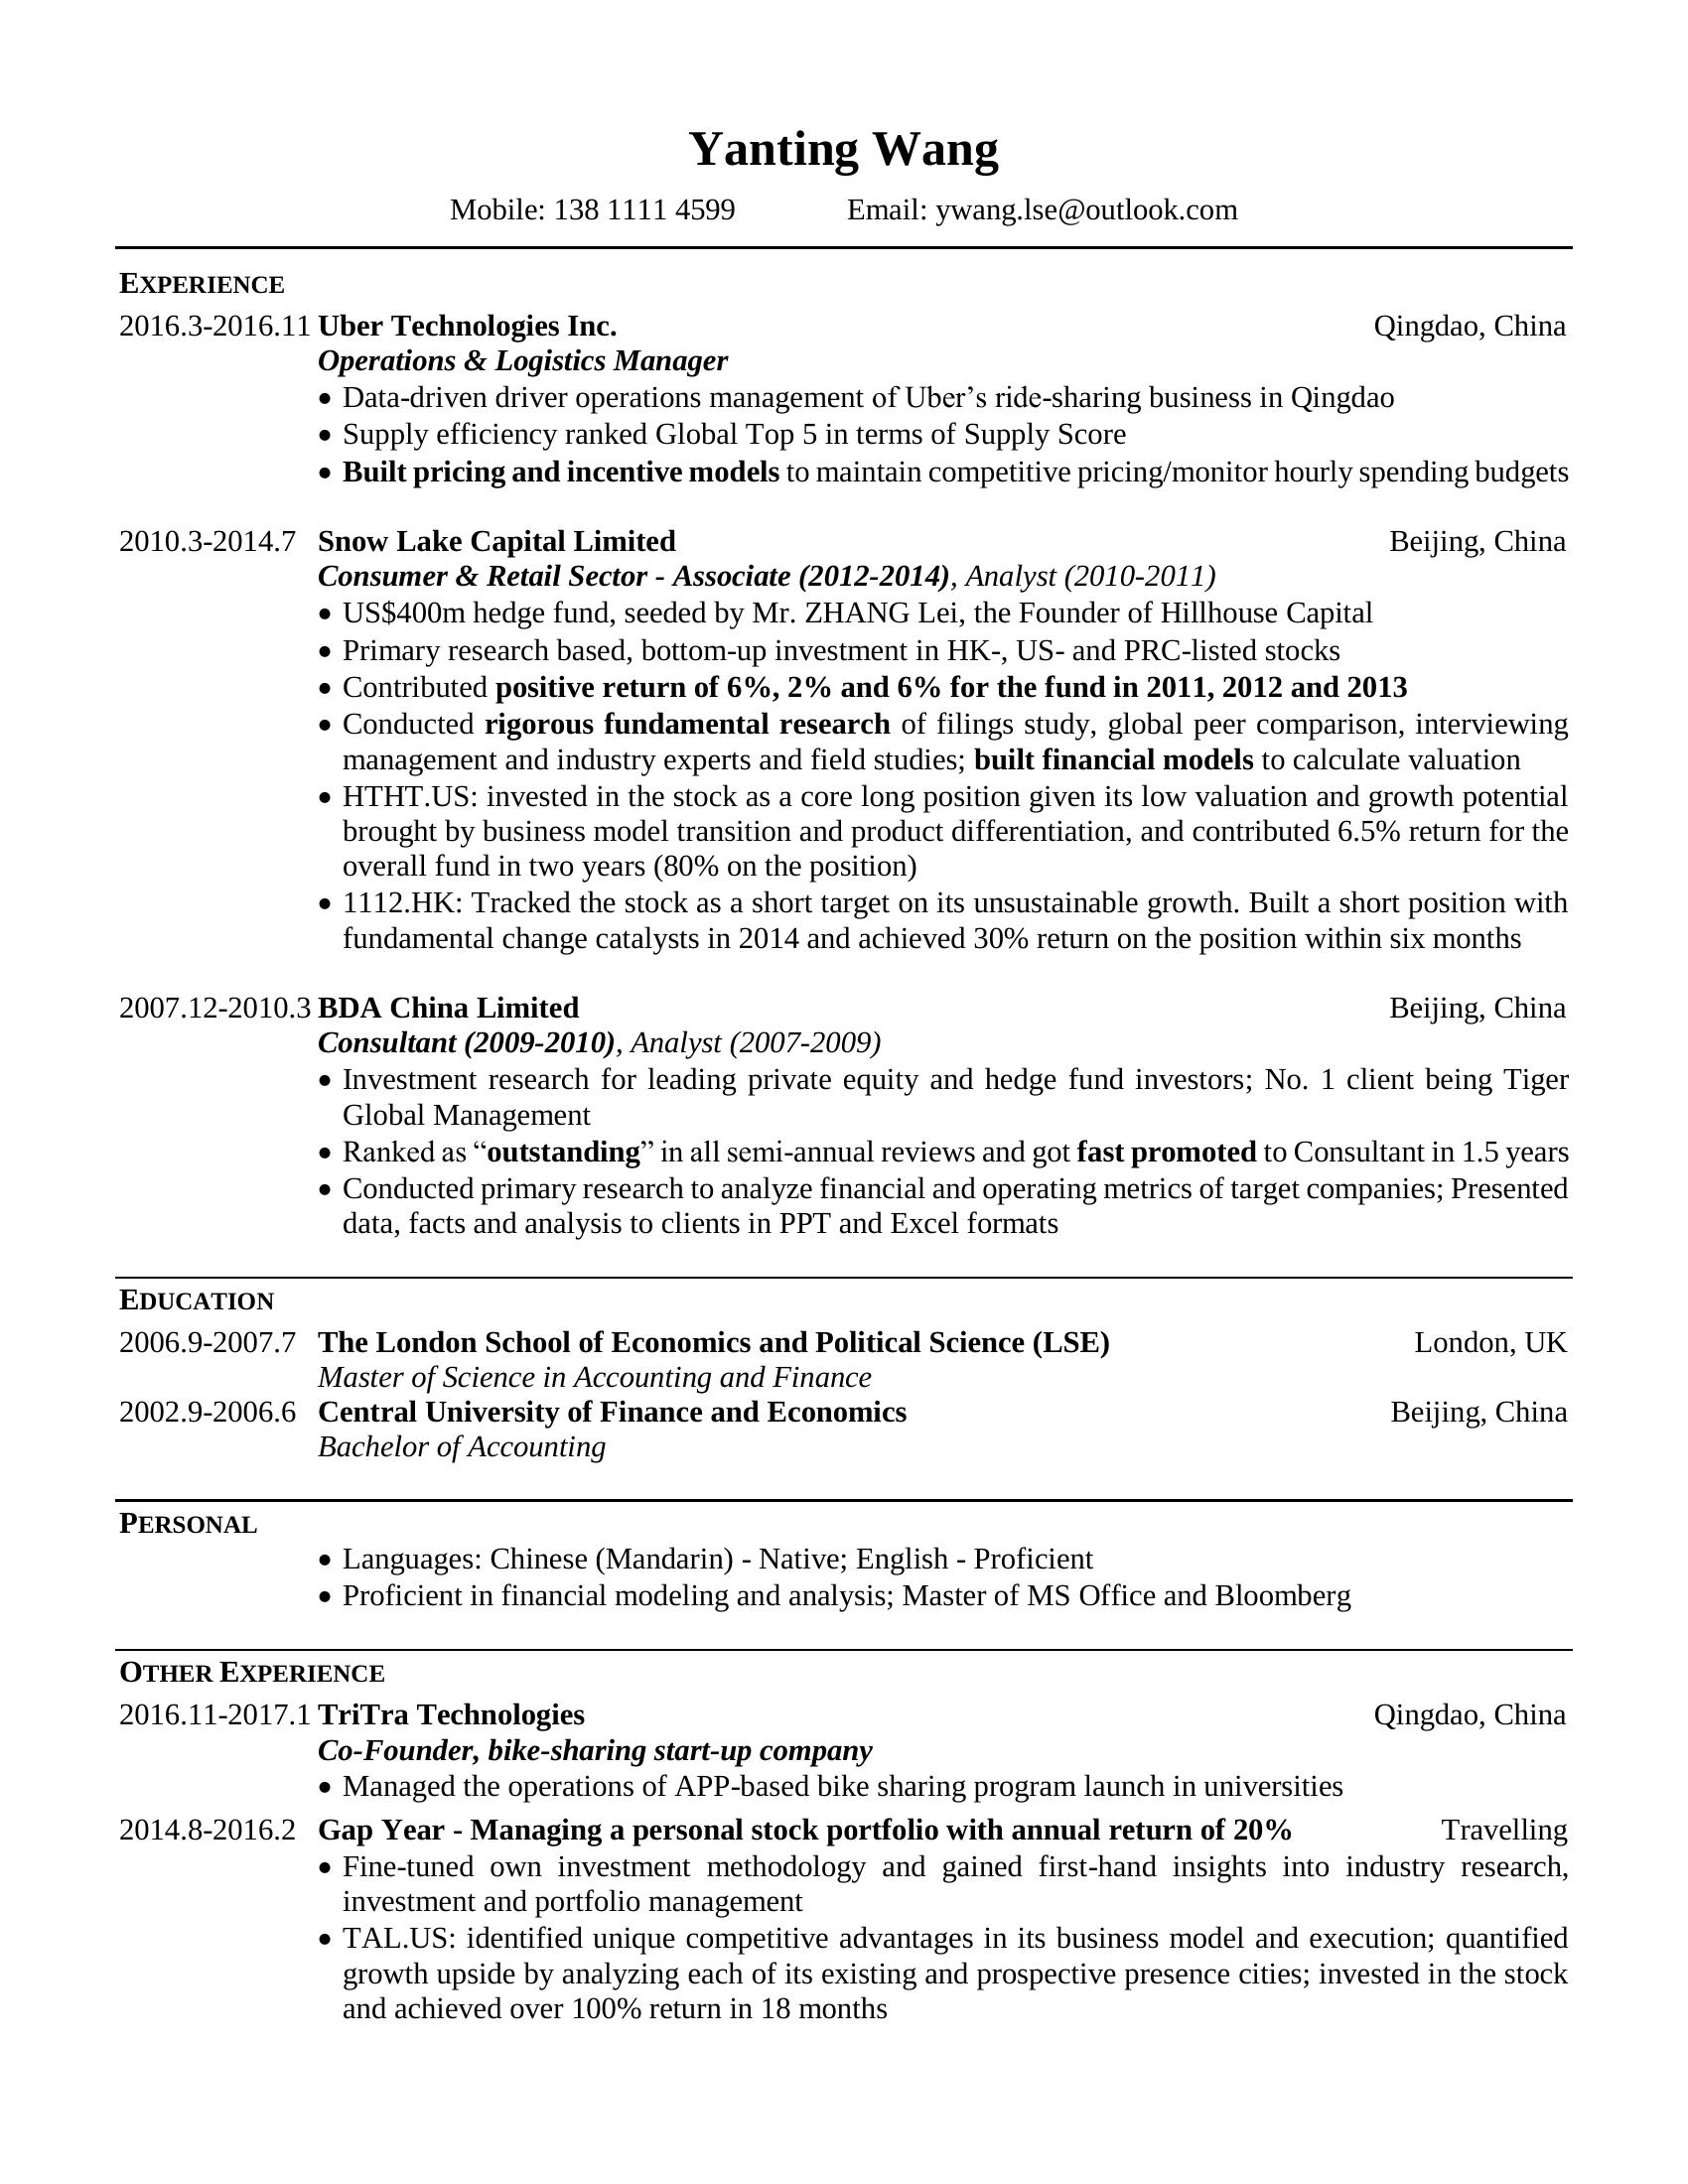 Yanting Wang
Mobile: 138 1111 4599 Email: ywang.lse@outlook.com
EXPERIENCE
2016.3-2016.11 Uber Technologies Inc. Qingdao, China
Operations & Logistics Manager
• Data-driven driver operations management of Uber’s ride-sharing business in Qingdao
• Supply efficiency ranked Global Top 5 in terms of Supply Score
• Built pricing and incentive models to maintain competitive pricing/monitor hourly spending budgets
2010.3-2014.7 Snow Lake Capital Limited Beijing, China
Consumer & Retail Sector - Associate (2012-2014), Analyst (2010-2011)
• US$400m hedge fund, seeded by Mr. ZHANG Lei, the Founder of Hillhouse Capital
• Primary research based, bottom-up investment in HK-, US- and PRC-listed stocks
• Contributed positive return of 6%, 2% and 6% for the fund in 2011, 2012 and 2013
• Conducted rigorous fundamental research of filings study, global peer comparison, interviewing
management and industry experts and field studies; built financial models to calculate valuation
• HTHT.US: invested in the stock as a core long position given its low valuation and growth potential
brought by business model transition and product differentiation, and contributed 6.5% return for the
overall fund in two years (80% on the position)
• 1112.HK: Tracked the stock as a short target on its unsustainable growth. Built a short position with
fundamental change catalysts in 2014 and achieved 30% return on the position within six months
2007.12-2010.3 BDA China Limited Beijing, China
Consultant (2009-2010), Analyst (2007-2009)
• Investment research for leading private equity and hedge fund investors; No. 1 client being Tiger
Global Management
• Ranked as “outstanding” in all semi-annual reviews and got fast promoted to Consultant in 1.5 years
• Conducted primary research to analyze financial and operating metrics of target companies; Presented
data, facts and analysis to clients in PPT and Excel formats
EDUCATION
2006.9-2007.7 The London School of Economics and Political Science (LSE) London, UK
Master of Science in Accounting and Finance
2002.9-2006.6 Central University of Finance and Economics Beijing, China
Bachelor of Accounting
PERSONAL
• Languages: Chinese (Mandarin) - Native; English - Proficient
• Proficient in financial modeling and analysis; Master of MS Office and Bloomberg
OTHER EXPERIENCE
2016.11-2017.1 TriTra Technologies Qingdao, China
Co-Founder, bike-sharing start-up company
• Managed the operations of APP-based bike sharing program launch in universities
2014.8-2016.2 Gap Year - Managing a personal stock portfolio with annual return of 20% Travelling
• Fine-tuned own investment methodology and gained first-hand insights into industry research,
investment and portfolio management
• TAL.US: identified unique competitive advantages in its business model and execution; quantified
growth upside by analyzing each of its existing and prospective presence cities; invested in the stock
and achieved over 100% return in 18 months